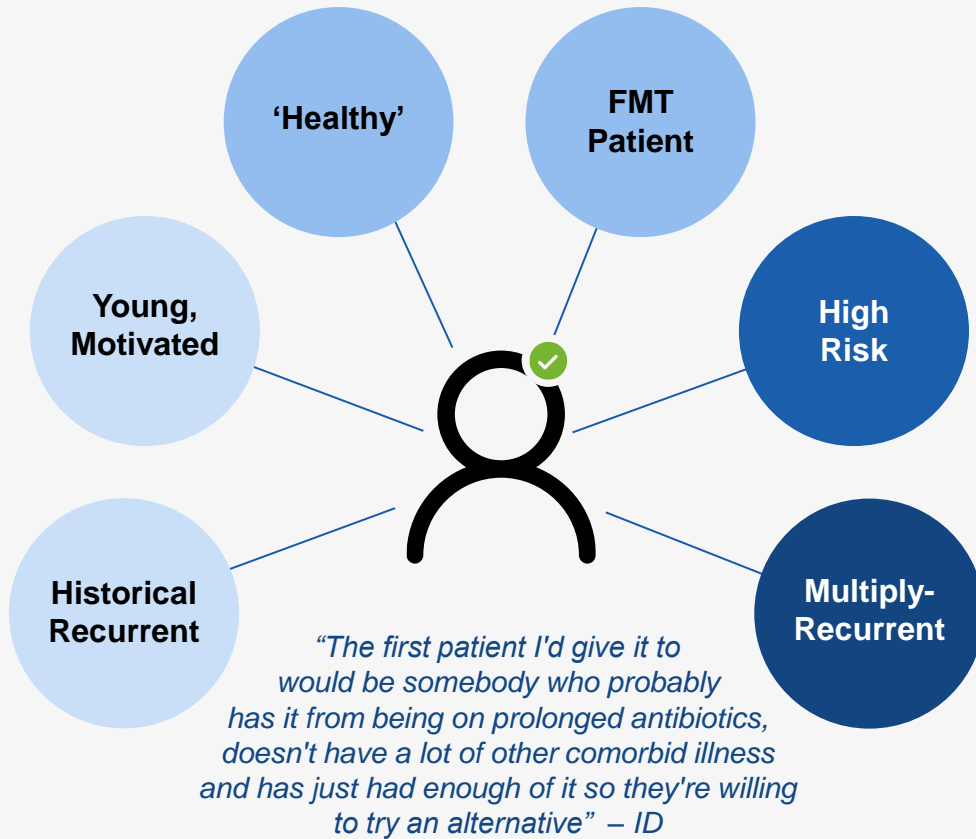 ‘Healthy’
FMT
Patient
Young,
Motivated
High
Risk
Historical
Recurrent
Multiply-
Recurrent
“The first patient I'd give it to
would be somebody who probably
has it from being on prolonged antibiotics,
doesn't have a lot of other comorbid illness
and has just had enough of it so they're willing
to try an alternative” – ID